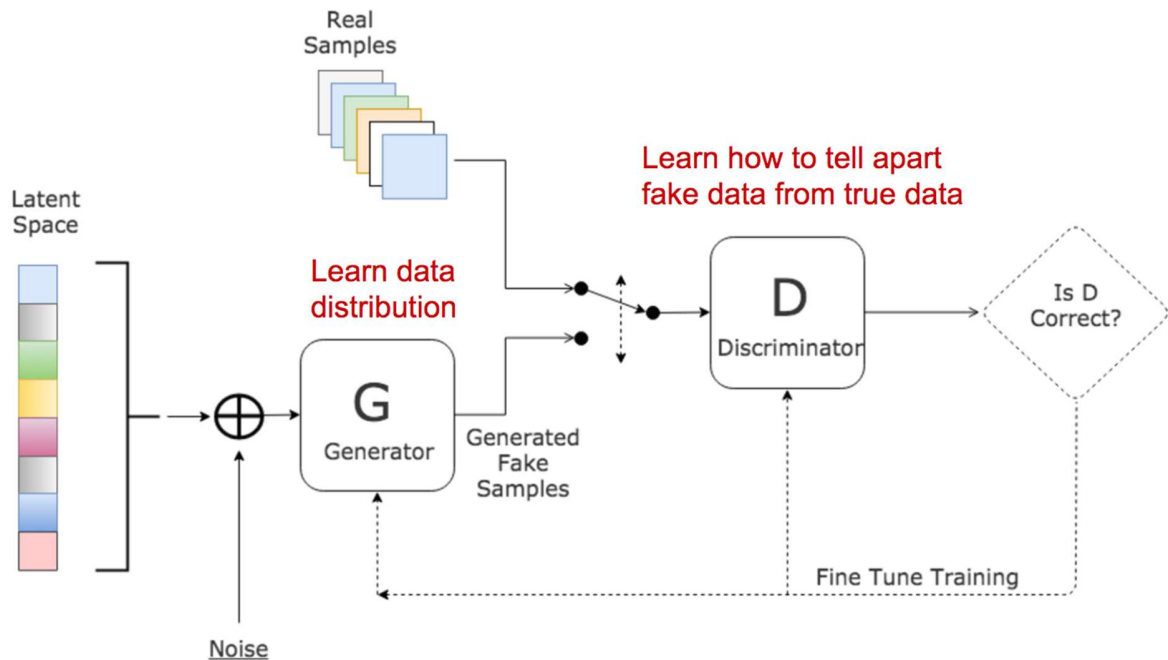 Real
Samples
Learn how to tell apart
fake data from true data
Latent
Space
Learn data
distribution
Is D
Correct?
D
Discriminator
G
Generator
Generated
Fake
Samples
Fine Tune Training
Noise